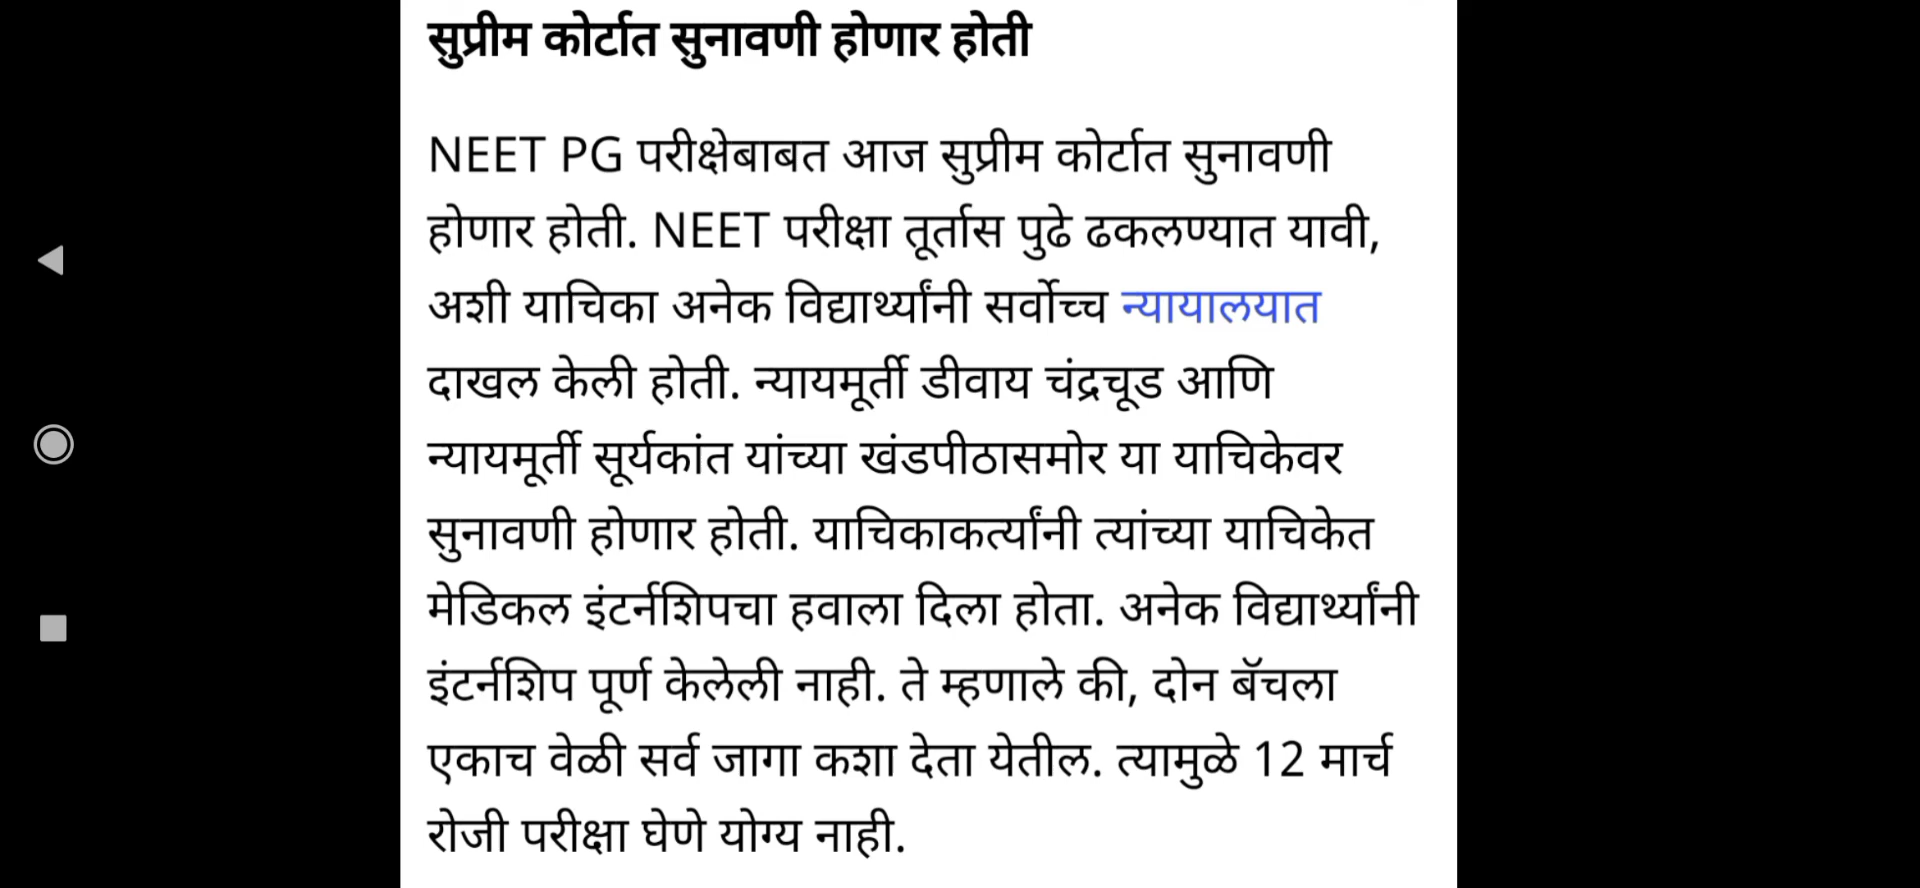 सुप्रीम कोर्टात सुनावणी होणार होती
NEET PG परीक्षेबाबत आज सुप्रीम कोर्टात सुनावणी
होणार होती. NEET परीक्षा तूर्तास पुढे ढकलण्यात यावी,
अशी याचिका अनेक विद्यार्थ्यांनी सर्वोच्च न्यायालयात
दाखल केली होती. न्यायमूर्ती डीवाय चंद्रचूड आणि
न्यायमूर्ती सूर्यकांत यांच्या खंडपीठासमोर या याचिकेवर
सुनावणी होणार होती. याचिकाकर्त्यांनी त्यांच्या याचिकेत
मेडिकल इंटर्नशिपचा हवाला दिला होता. अनेक विद्यार्थ्यांनी
इंटर्नशिप पूर्ण केलेली नाही. ते म्हणाले की, दोन बॅचला
एकाच वेळी सर्व जागा कशा देता येतील. त्यामुळे 12 मार्च
रोजी परीक्षा घेणे योग्य नाही.